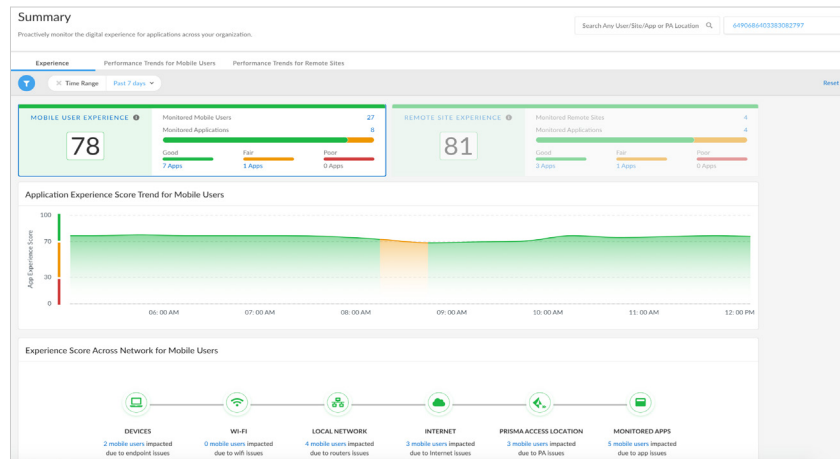 Summary
Proactively monitor the digital experience for applications across your organization.
Search Any User/Site/App or PA Location
6490686403383082797
Experience Performance Trends for Mobile Users Performance Trends for Remote Sites
Time Range Past 7 days
Reset
MOBILE USER EXPERIENCE
78
Monitored Mobile Users 27
Monitored Applications 8
Good Fair Poor
7 Apps 1 Apps 0 Apps
REMOTE SITE EXPERIENCE
81
Monitored Remote Sites 4
Monitored Applications 4
Good Fair Poor
3 Apps 1 Apps 0 Apps
Application Experience Score Trend for Mobile Users
App Experience Score
100
70
30
0
06:00 AM 07:00 AM 08:00 AM 09:00 AM 10:00 AM 11:00 AM 12:00 PM
Experience Score Across Network for Mobile Users
DEVICES WI-FI LOCAL NETWORK INTERNET PRISMA ACCESS LOCATION MONITORED APPS
2 mobile users impacted 0 mobile users impacted 4 mobile users impacted 3 mobile users impacted 3 mobile users impacted 5 mobile users impacted
due to endpoint issues due to wifi issues due to routers issues due to Internet issues due to PA issues due to app issues